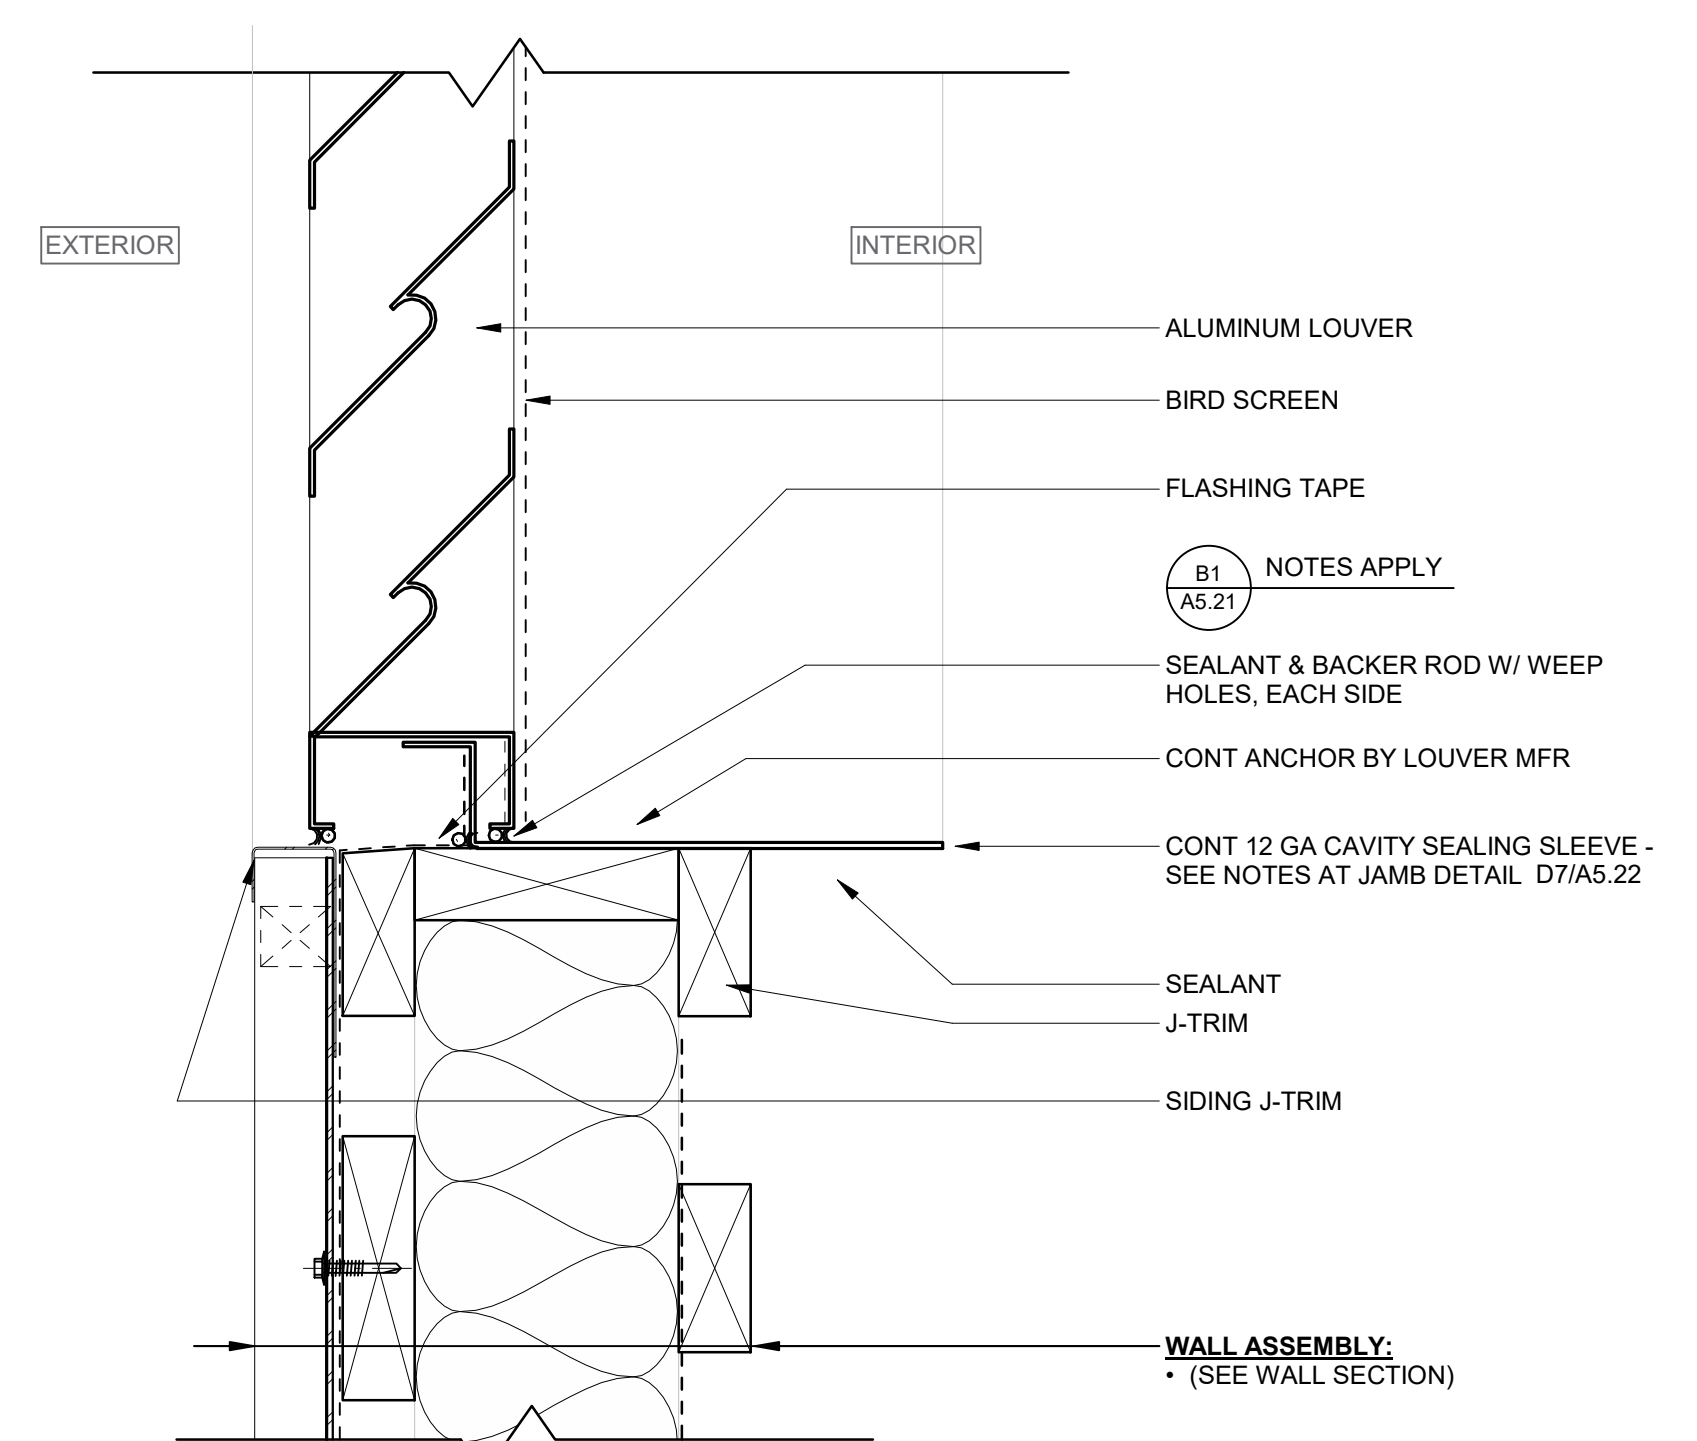 EXTERIOR
INTERIOR
ALUMINUM LOUVER
BIRD SCREEN
FLASHING TAPE
B1
A5.21
NOTES APPLY
SEALANT & BACKER ROD W/ WEEP
HOLES, EACH SIDE
CONT ANCHOR BY LOUVER MFR
CONT 12 GA CAVITY SEALING SLEEVE -
SEE NOTES AT JAMB DETAIL D7/A5.22
SEALANT
J-TRIM
SIDING J-TRIM
WALL ASSEMBLY:
• (SEE WALL SECTION)